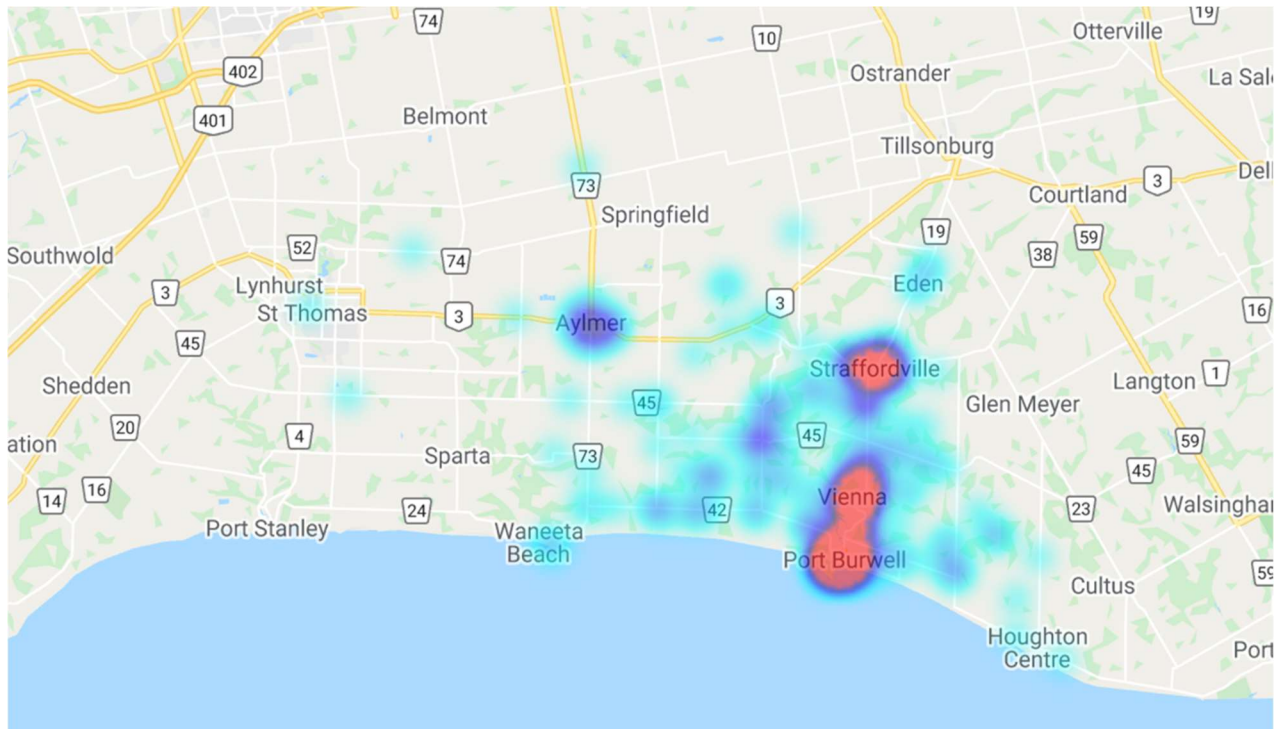 74
19
10
Otterville
402
Ostrander
La Sal
401
Belmont
Tillsonburg
73
3
Del
Courtland
Springfield
52
19
59
Southwold
74
38
Lynhurst
Eden
3
St Thomas
3
Aylmer
3
16
45
Straffordville
Shedden
Langton
1
45
Glen Meyer
20
4
45
ation
Sparta
73
59
45
16
14
Vienna
24
42
23
Walsinghar
Port Stanley
Waneeta
Beach
Port Burwell
59
Cultus
Houghton
Centre
Port